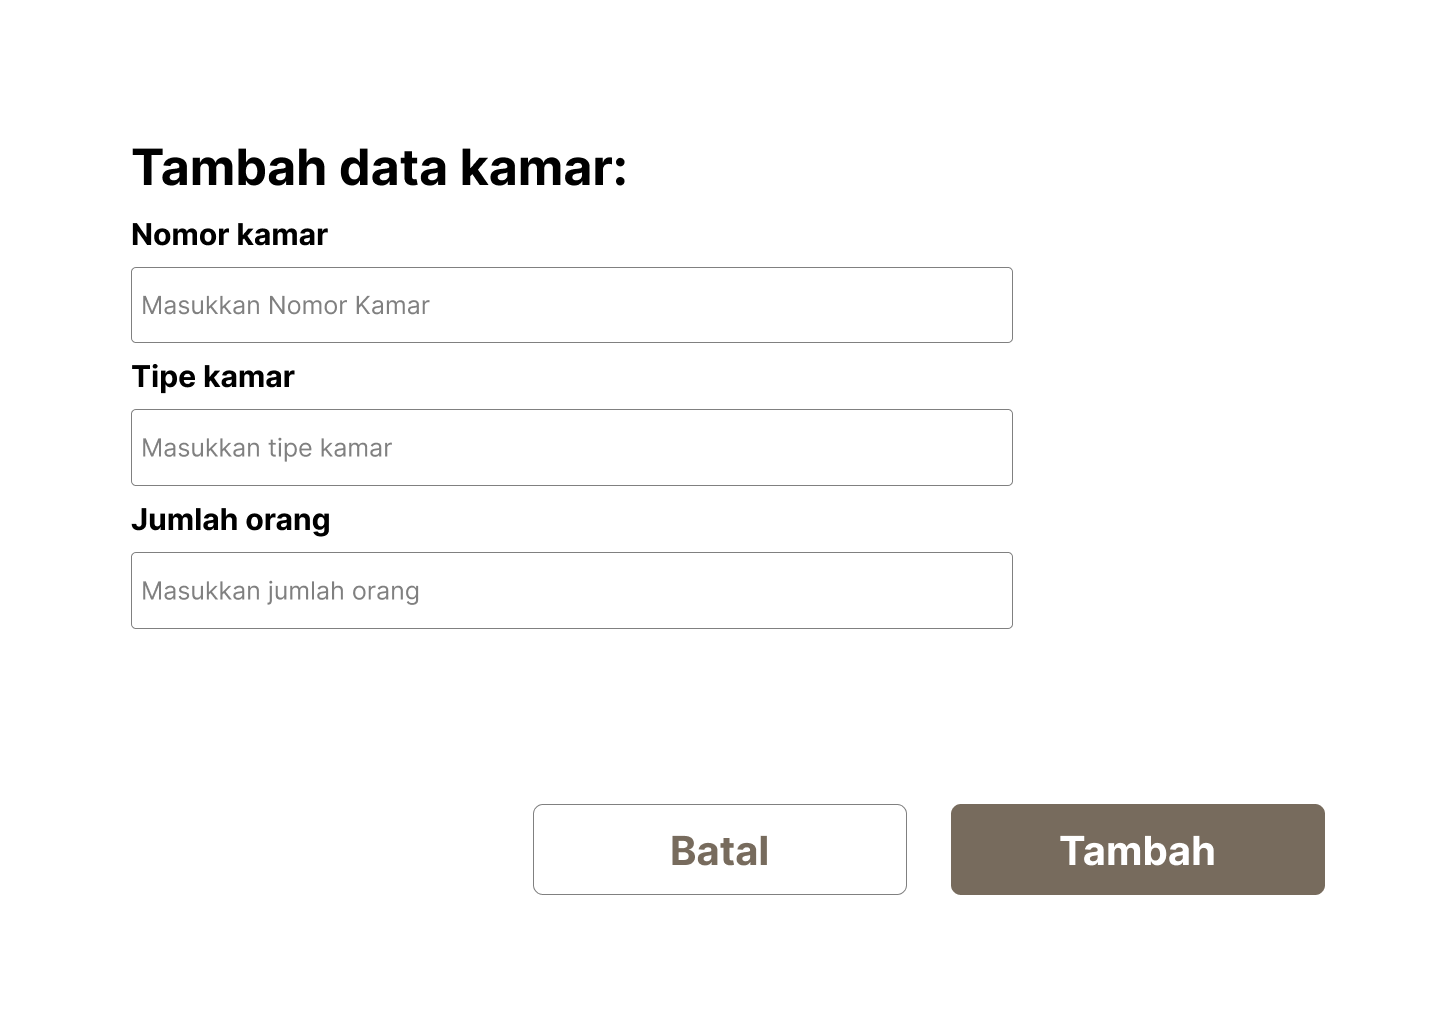 Tambah data kamar:
Nomor kamar
Masukkan Nomor Kamar
Tipe kamar
Masukkan tipe kamar
Jumlah orang
Masukkan jumlah orang
Batal
Tambah